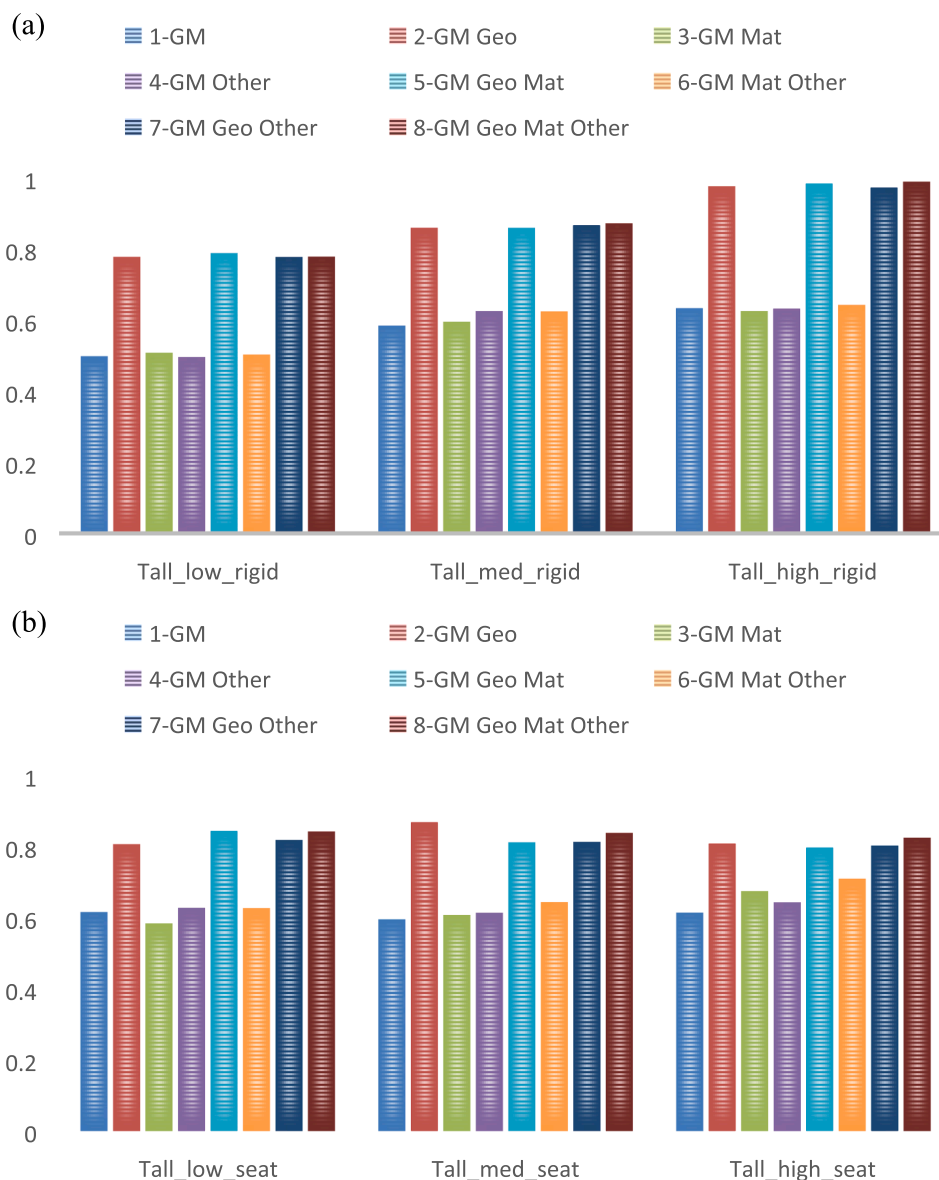 (a)
1-GM 2-GM Geo 3-GM Mat
4-GM Other 5-GM Geo Mat 6-GM Mat Other
7-GM Geo Other 8-GM Geo Mat Other
1
0.8
0.6
0.4
0.2
0
Tall_low_rigid Tall_med_rigid Tall_high_rigid
(b)
1-GM 2-GM Geo 3-GM Mat
4-GM Other 5-GM Geo Mat 6-GM Mat Other
7-GM Geo Other 8-GM Geo Mat Other
1
0.8
0.6
0.4
0.2
0
Tall_low_seat Tall_med_seat Tall_high_seat